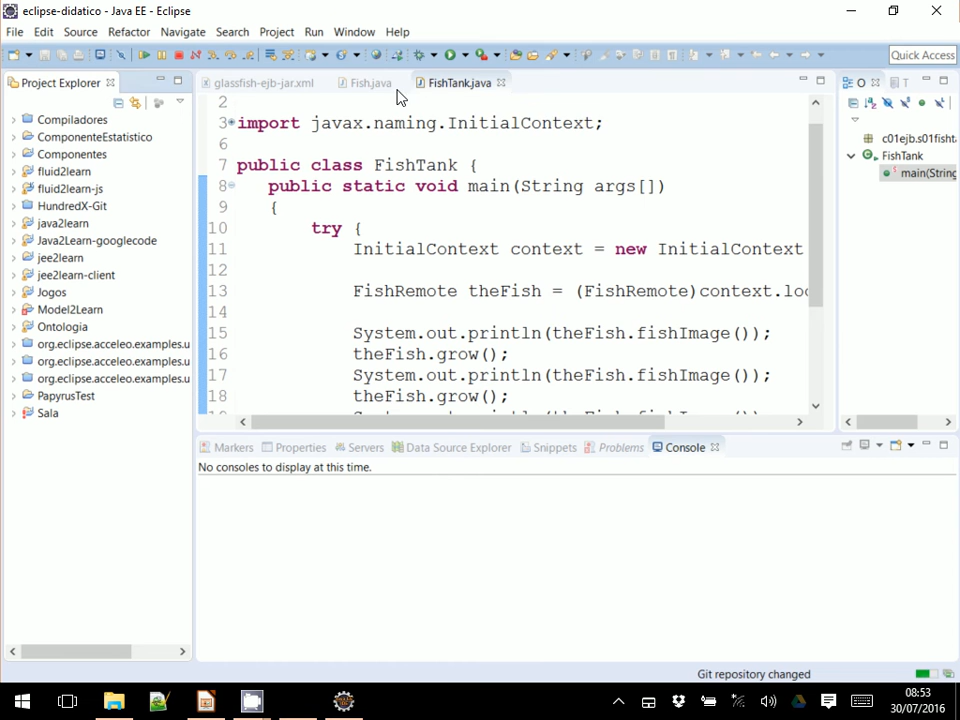 eclipse-didatico - Java EE - Eclipse
File Edit Source Refactor Navigate Search Project Run Window Help
Quick Access
Project Explorer
glassfish-ejb-jar.xml Fish.java FishTank.java
O T
Compiladores
ComponenteEstatistico
Componentes
fluid2learn
fluid2learn-js
HundredX-Git
java2learn
Java2Learn-googlecode
jee2learn
jee2learn-client
Jogos
Model2Learn
Ontologia
org.eclipse.acceleo.examples.u
org.eclipse.acceleo.examples.u
org.eclipse.acceleo.examples.u
PapyrusTest
Sala
2
3 import javax.naming.InitialContext;
6
7 public class FishTank {
8 public static void main(String args[])
9 {
10 try {
11 InitialContext context = new InitialContext
12
13 FishRemote theFish = (FishRemote)context.loo
14
15 System.out.println(theFish.fishImage());
16 theFish.grow();
17 System.out.println(theFish.fishImage());
18 theFish.grow();
c01ejb.s01fishta
FishTank
main(String
Markers Properties Servers Data Source Explorer Snippets Problems Console
No consoles to display at this time.
Git repository changed
08:53
30/07/2016